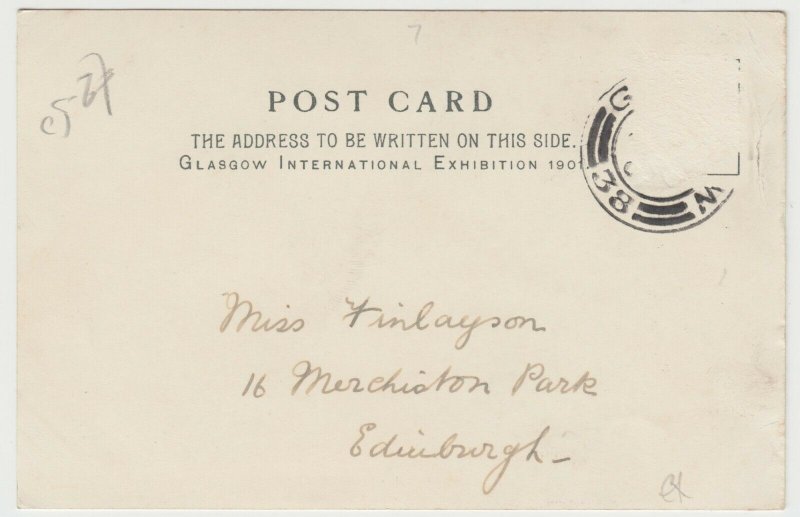 POST CARD
THE ADDRESS TO BE WRITTEN ON THIS SIDE.
GLASGOW INTERNATIONAL EXHIBITION 1901
G W
38
Miss Finlayson
16 Merchiston Park
Edinburgh